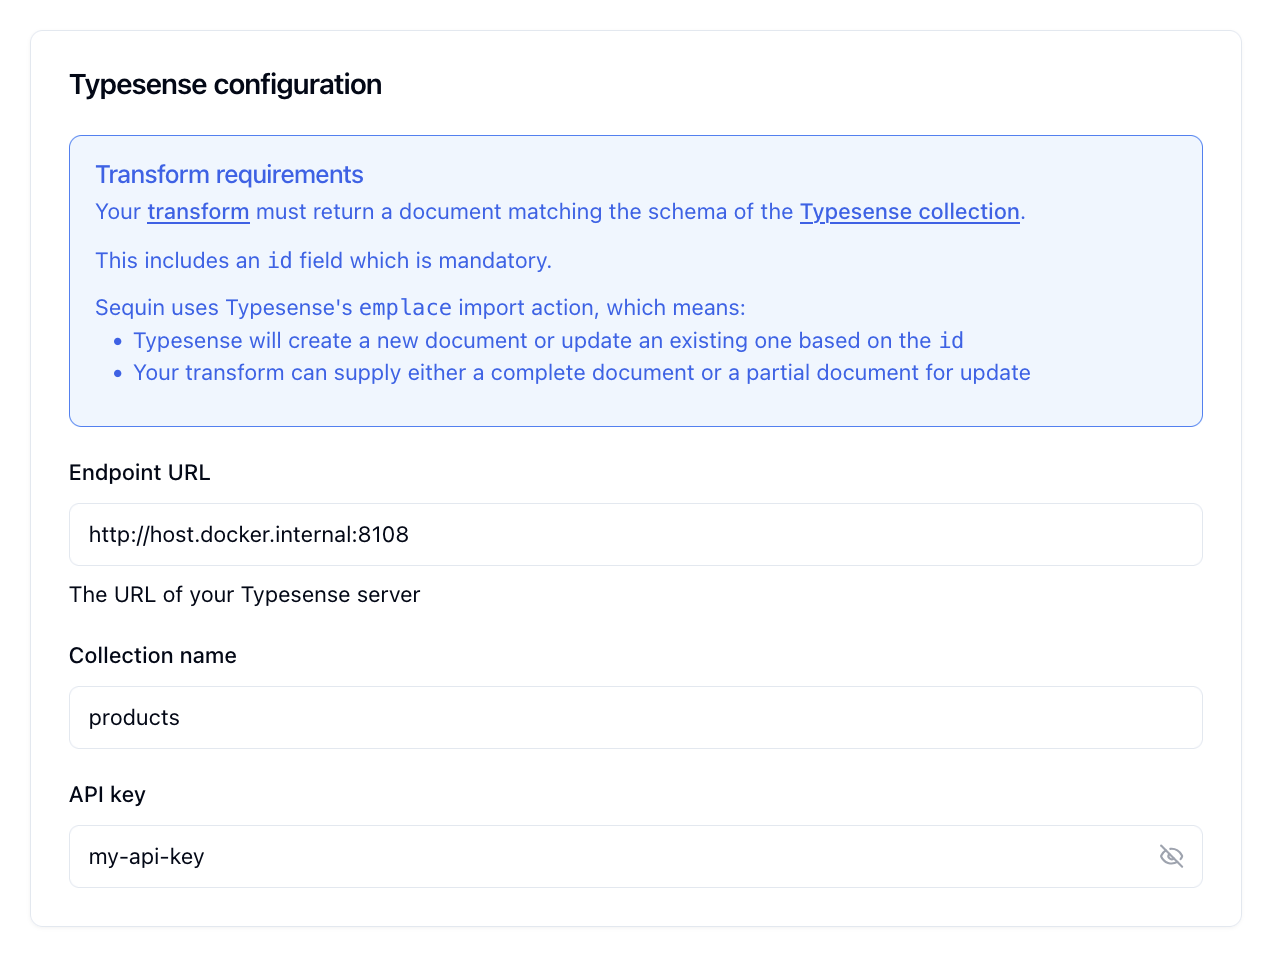 Typesense configuration
Transform requirements
Your transform must return a document matching the schema of the Typesense collection.
This includes an id field which is mandatory.
Sequin uses Typesense's emplace import action, which means:
• Typesense will create a new document or update an existing one based on the id
• Your transform can supply either a complete document or a partial document for update
Endpoint URL
http://host.docker.internal:8108
The URL of your Typesense server
Collection name
products
API key
my-api-key